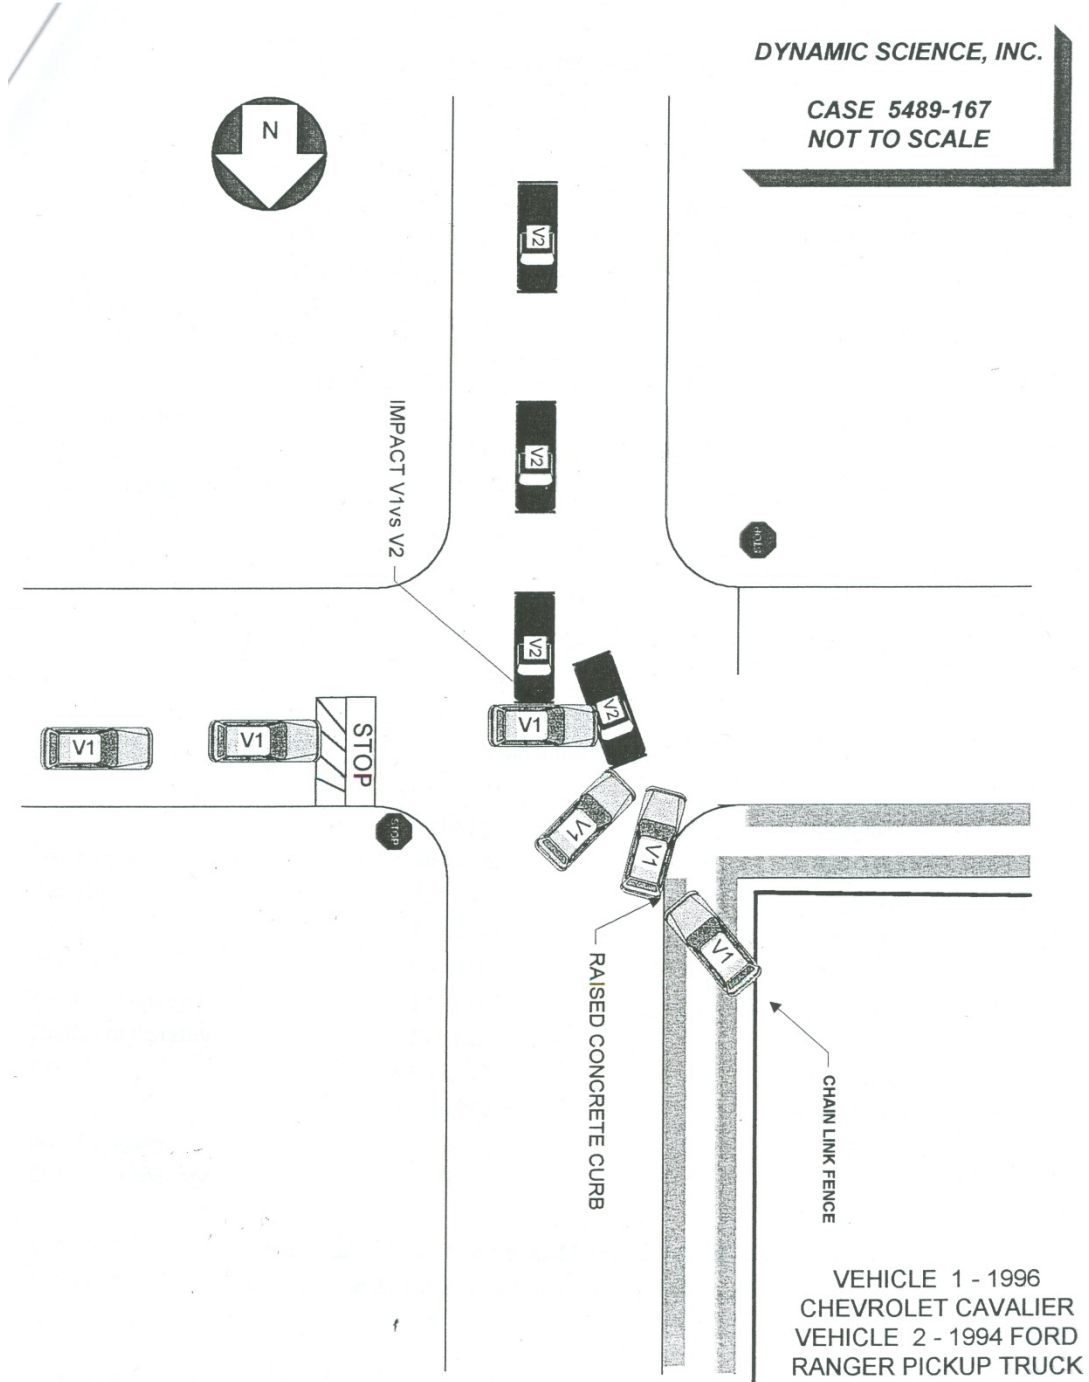 DYNAMIC SCIENCE, INC.
CASE 5489-167
NOT TO SCALE
N
V2
IMPACT V1vs V2
V2
STOP
V2
V2
V1
V1
V1
STOP
V1
STOP
V1
V1
RAISED CONCRETE CURB
CHAIN LINK FENCE
VEHICLE 1 - 1996
CHEVROLET CAVALIER
VEHICLE 2 - 1994 FORD
RANGER PICKUP TRUCK